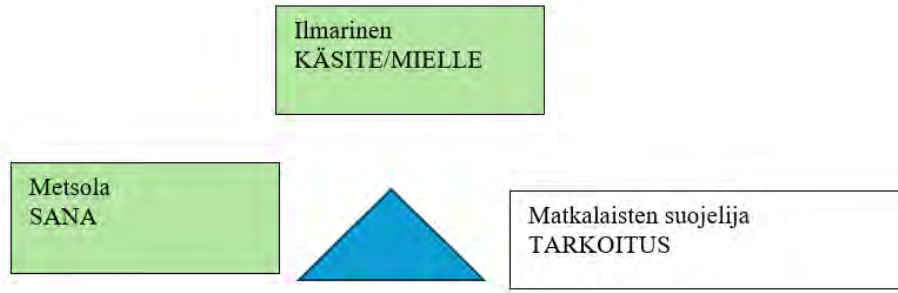 Ilmarinen
KÄSITE/MIELLE
Metsola
SANA
Matkalaisten suojelija
TARKOITUS